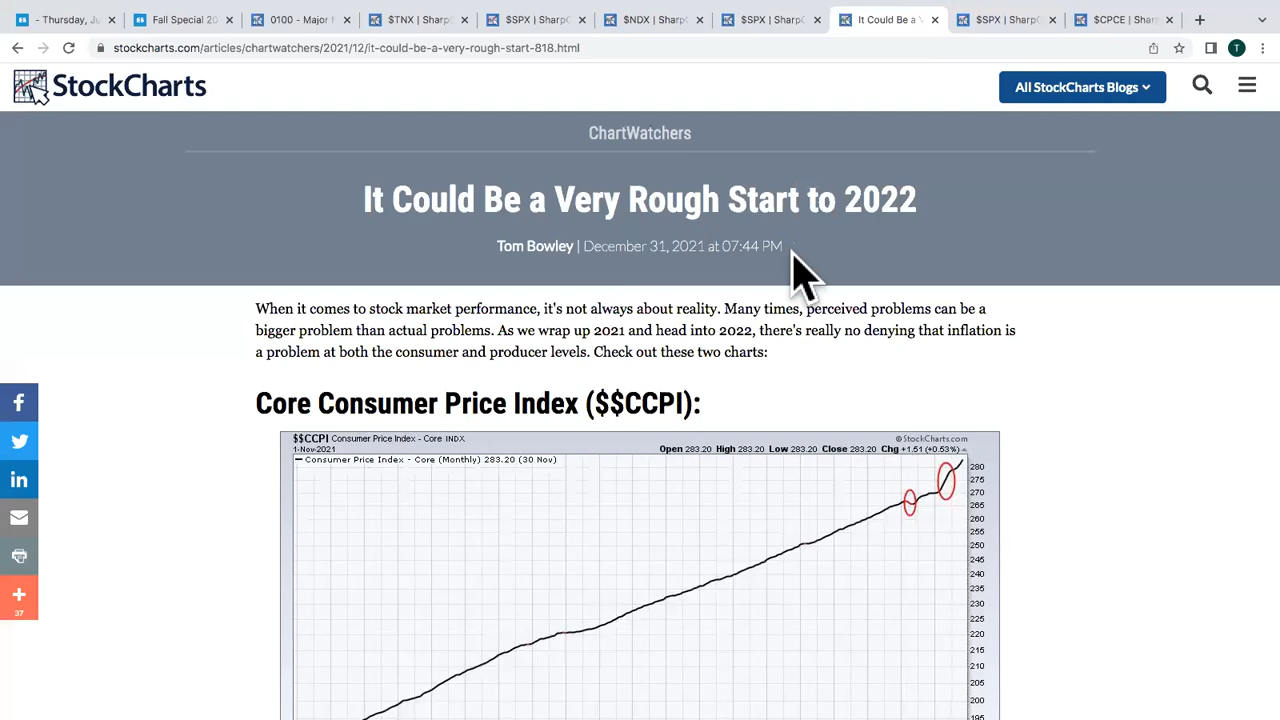 - Thursday, Ju
Fall Special 20
0100 - Major M
$TNX | Sharp
$SPX | SharpC
$NDX | Sharp
$SPX | SharpC
It Could Be a V
$SPX | SharpC
$CPCE | Sharm
stockcharts.com/articles/chartwatchers/2021/12/it-could-be-a-very-rough-start-818.html
T
StockCharts
All StockCharts Blogs
ChartWatchers
It Could Be a Very Rough Start to 2022
Tom Bowley | December 31, 2021 at 07:44 PM
When it comes to stock market performance, it's not always about reality. Many times, perceived problems can be a
bigger problem than actual problems. As we wrap up 2021 and head into 2022, there's really no denying that inflation is
a problem at both the consumer and producer levels. Check out these two charts:
Core Consumer Price Index ($$CCPI):
$$CCPI Consumer Price Index - Core INDX
© StockCharts.com
1-Nov-2021
Open 283.20 High 283.20 Low 283.20 Close 283.20 Chg +1.51 (+0.53%)
Consumer Price Index - Core (Monthly) 283.20 (30 Nov)
280
275
270
265
260
255
250
245
240
235
230
225
220
215
210
205
200
195
37